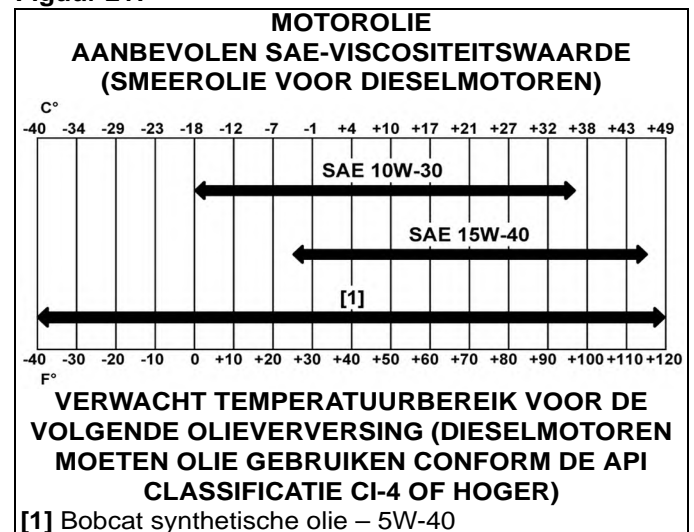 MOTOROLIE
AANBEVOLEN SAE-VISCOSITEITSWAARDE
(SMEEROLIE VOOR DIESELMOTOREN)
C°
-40 -34 -29 -23 -18 -12 -7 -1 +4 +10 +17 +21 +27 +32 +38 +43 +49
SAE 10W-30
SAE 15W-40
[1]
-40 -30 -20 -10 0 +10 +20 +30 +40 +50 +60 +70 +80 +90 +100 +110 +120
F°
VERWACHT TEMPERATUURBEREIK VOOR DE
VOLGENDE OLIEVERVERSING (DIESELMOTOREN
MOETEN OLIE GEBRUIKEN CONFORM DE API
CLASSIFICATIE CI-4 OF HOGER)
[1] Bobcat synthetische olie – 5W-40